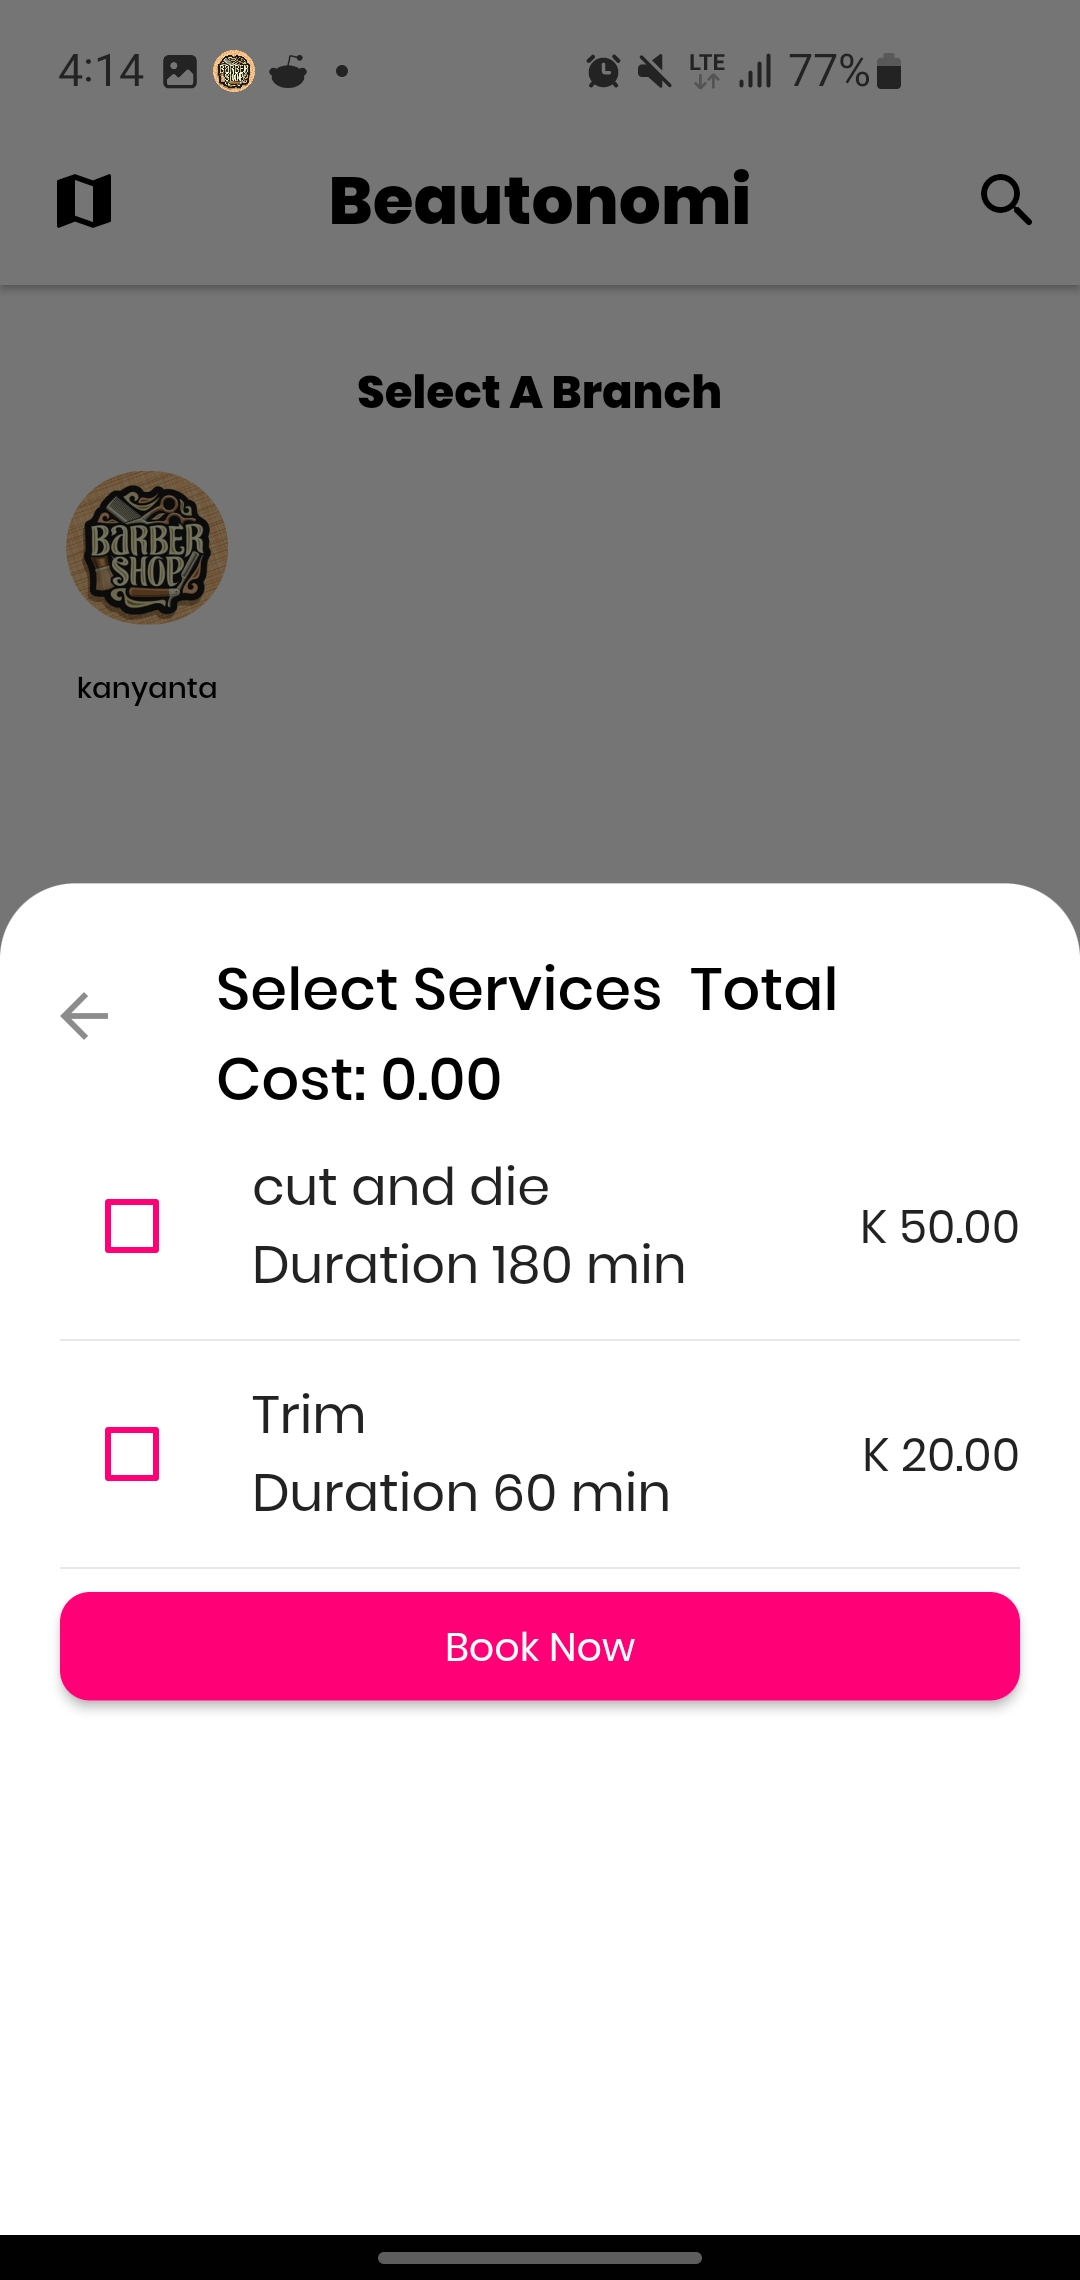 4:14
LTE
77%
Beautonomi
Select A Branch
BARBER
SHOP
kanyanta
Select Services  Total
Cost: 0.00
cut and die
Duration 180 min
K 50.00
Trim
Duration 60 min
K 20.00
Book Now